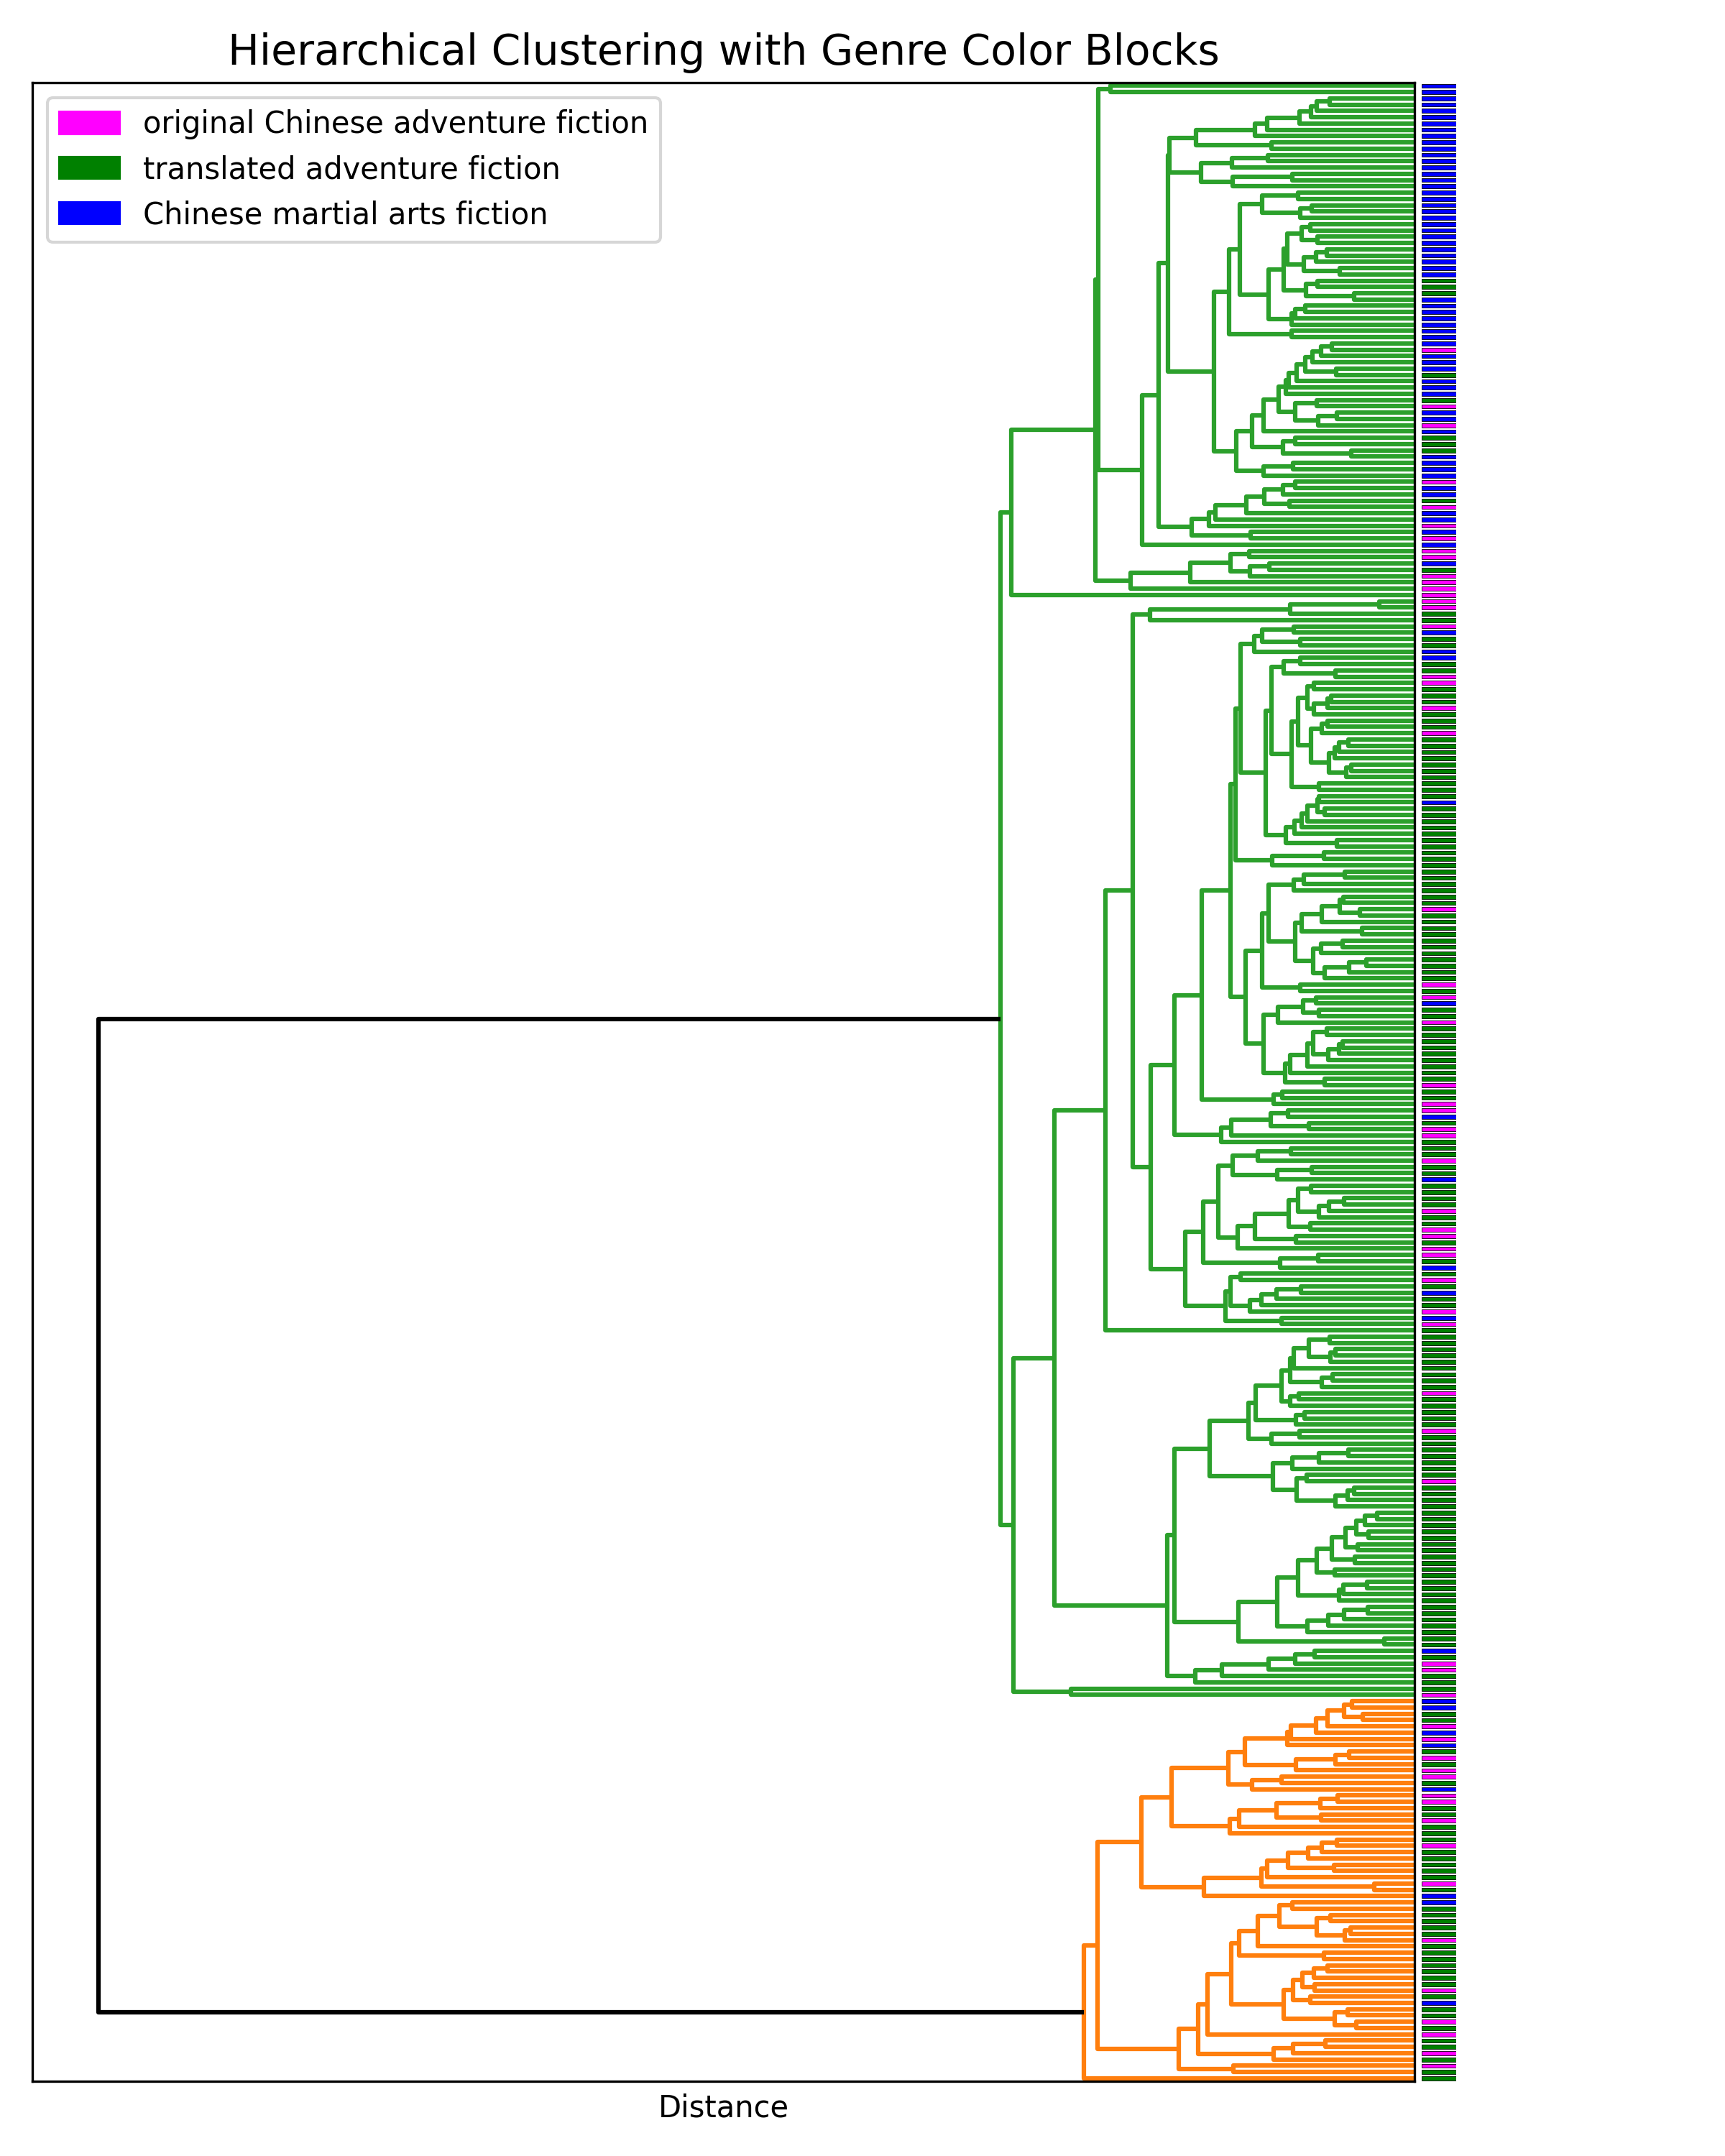 Hierarchical Clustering with Genre Color Blocks
original Chinese adventure fiction
translated adventure fiction
Chinese martial arts fiction
Distance